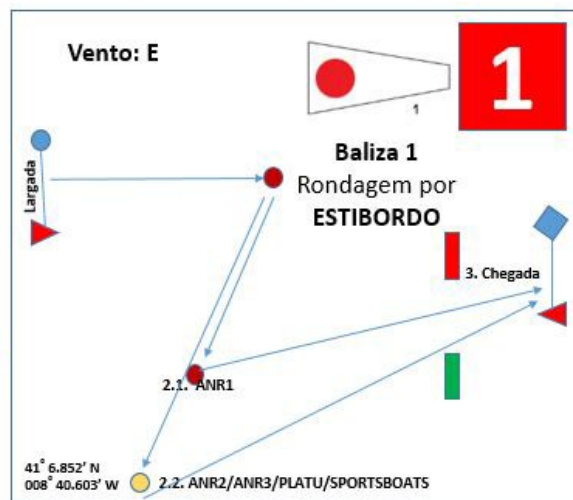 Vento: E
1
1
Largada
Baliza 1
Rondagem por
ESTIBORDO
3. Chegada
2.1. ANR1
41° 6.852’ N
008° 40.603’ W
2.2. ANR2/ANR3/PLATU/SPORTSBOATS